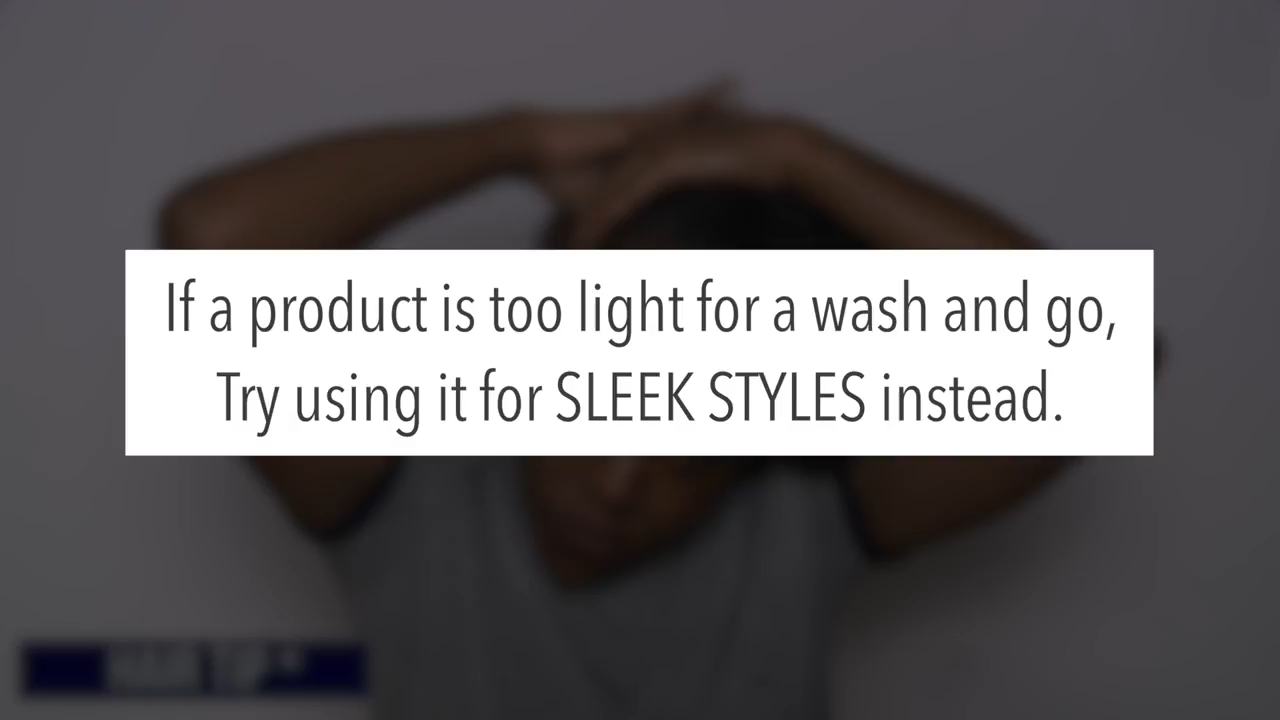 If a product is too light for a wash and go,
Try using it for SLEEK STYLES instead.